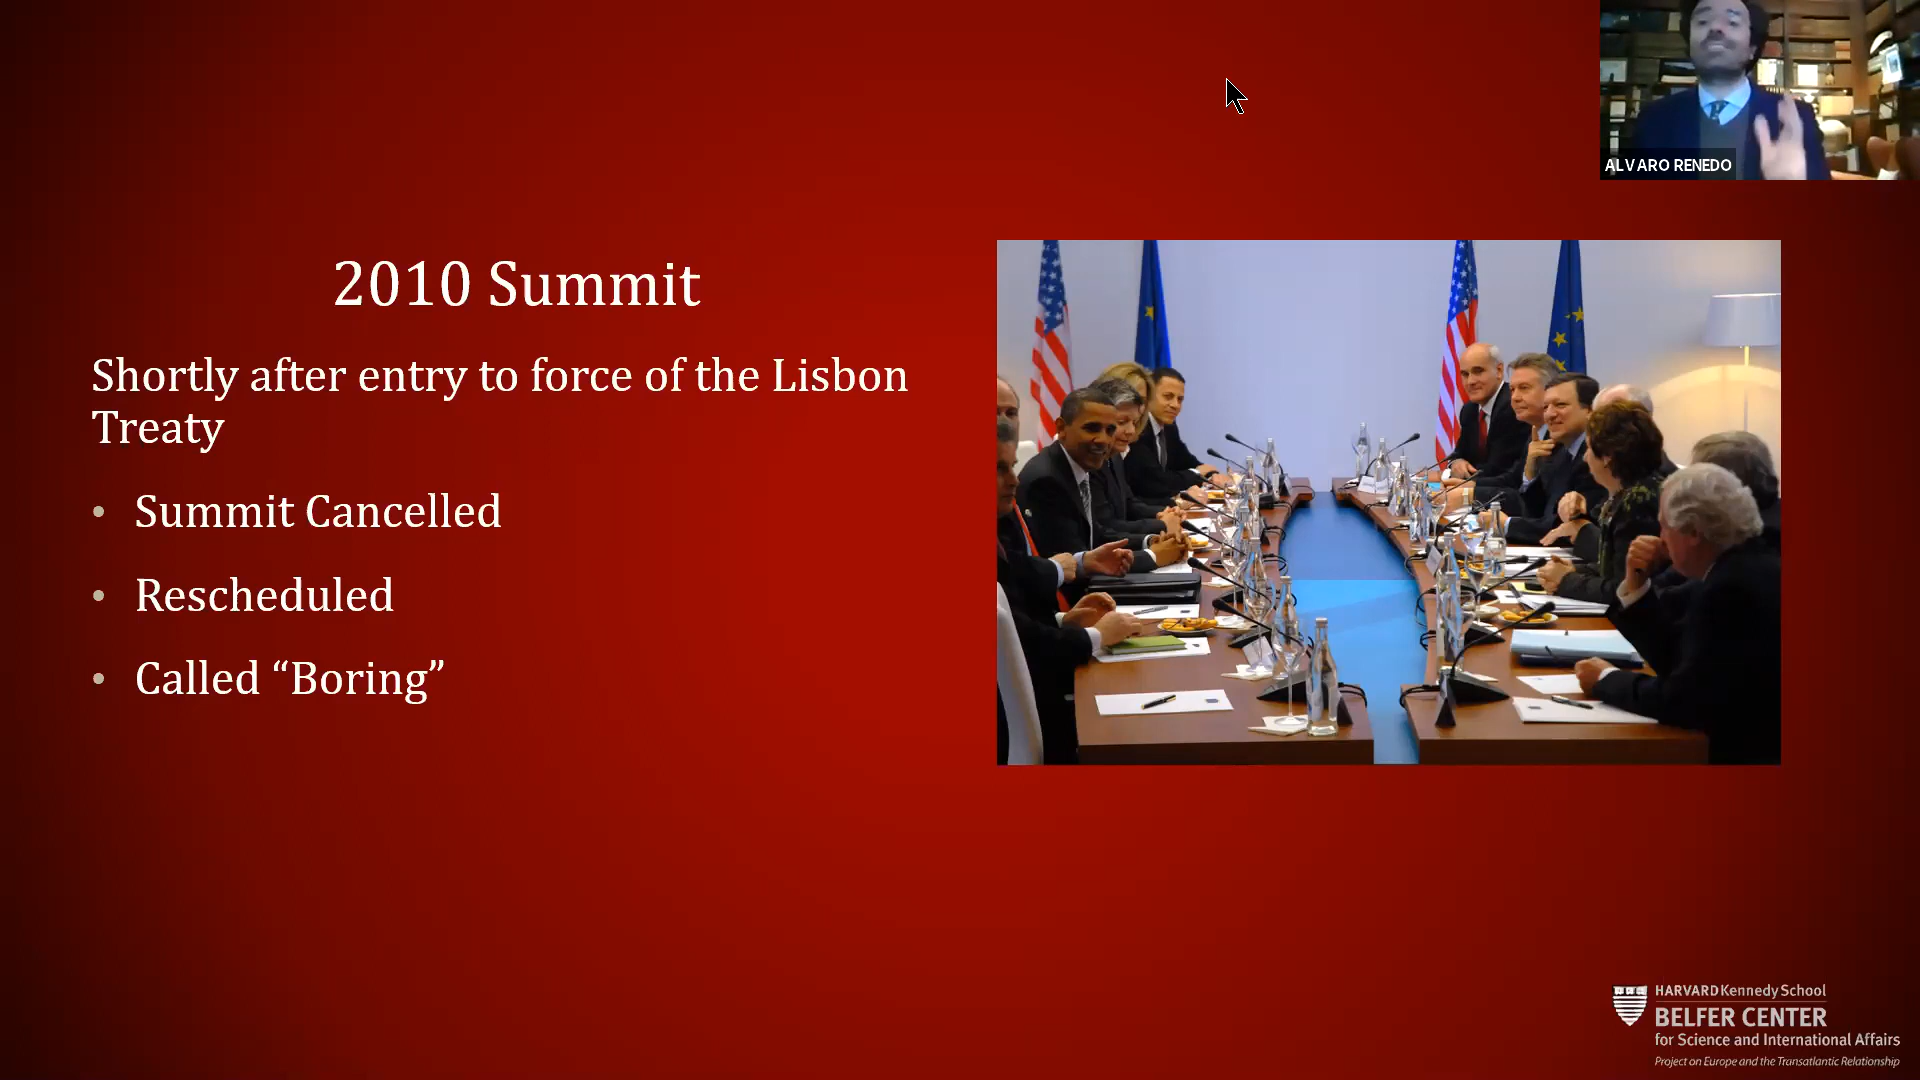 ALVARO RENEDO
2010 Summit
Shortly after entry to force of the Lisbon
Treaty
• Summit Cancelled
• Rescheduled
• Called “Boring”
HARVARD Kennedy School
BELFER CENTER
for Science and International Affairs
Project on Europe and the Transatlantic Relationship